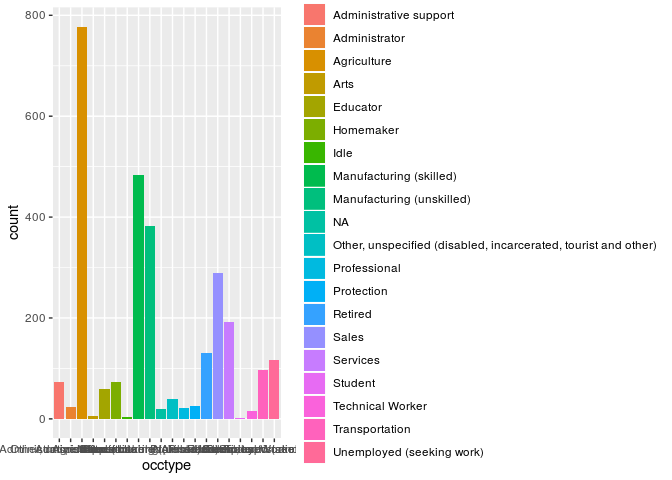 800
600
400
200
0
count
occtype
Administrative support
Administrator
Agriculture
Arts
Educator
Homemaker
Idle
Manufacturing (skilled)
Manufacturing (unskilled)
NA
Other, unspecified (disabled, incarcerated, tourist and other)
Professional
Protection
Retired
Sales
Services
Student
Technical Worker
Transportation
Unemployed (seeking work)